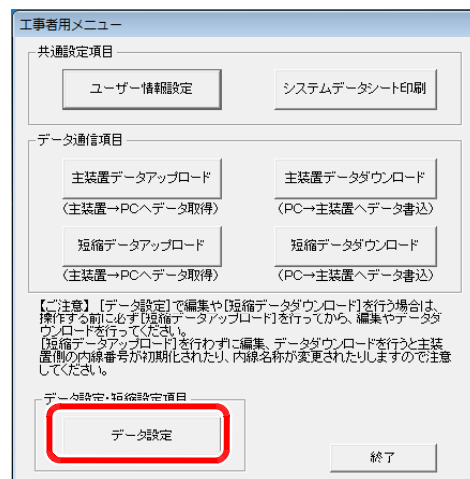 工事者用メニュー
共通設定項目
ユーザー情報設定
システムデータシート印刷
データ通信項目
主装置データアップロード
主装置データダウンロード
(主装置→PCへデータ取得)
(PC→主装置へデータ書込)
短縮データアップロード
短縮データダウンロード
(主装置→PCへデータ取得)
(PC→主装置へデータ書込)
【ご注意】 [データ設定]で編集や[短縮データダウンロード]を行う場合は、
操作する前に必ず[短縮データアップロード]を行ってから、編集やデータダ
ウンロードを行ってください。
[短縮データアップロード]を行わずに編集、データダウンロードを行うと主装
置側の内線番号が初期化されたり、内線名称が変更されたりしますので注意
してください。
データ設定・短縮設定項目
データ設定
終了